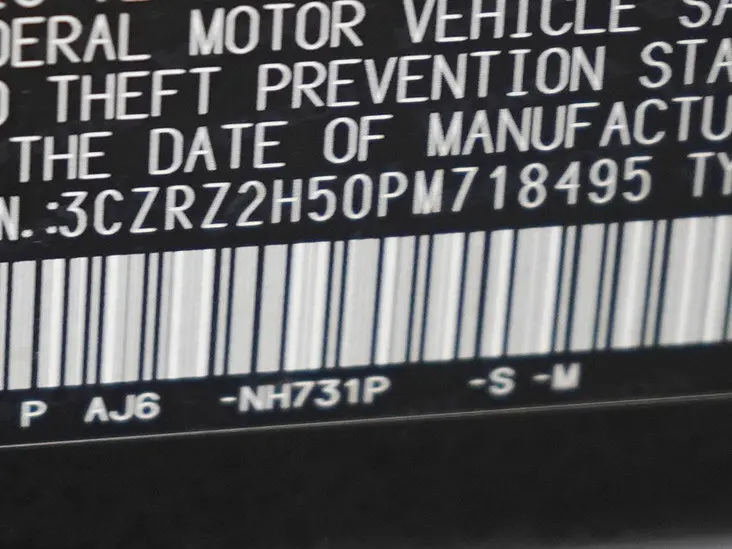 DERAL MOTOR VEHICLE SA
THEFT PREVENTION STA
THE DATE OF MANUFACTU
N.:3CZRZ2H50PM718495 TY
P AJ6 -NH731P -S -M